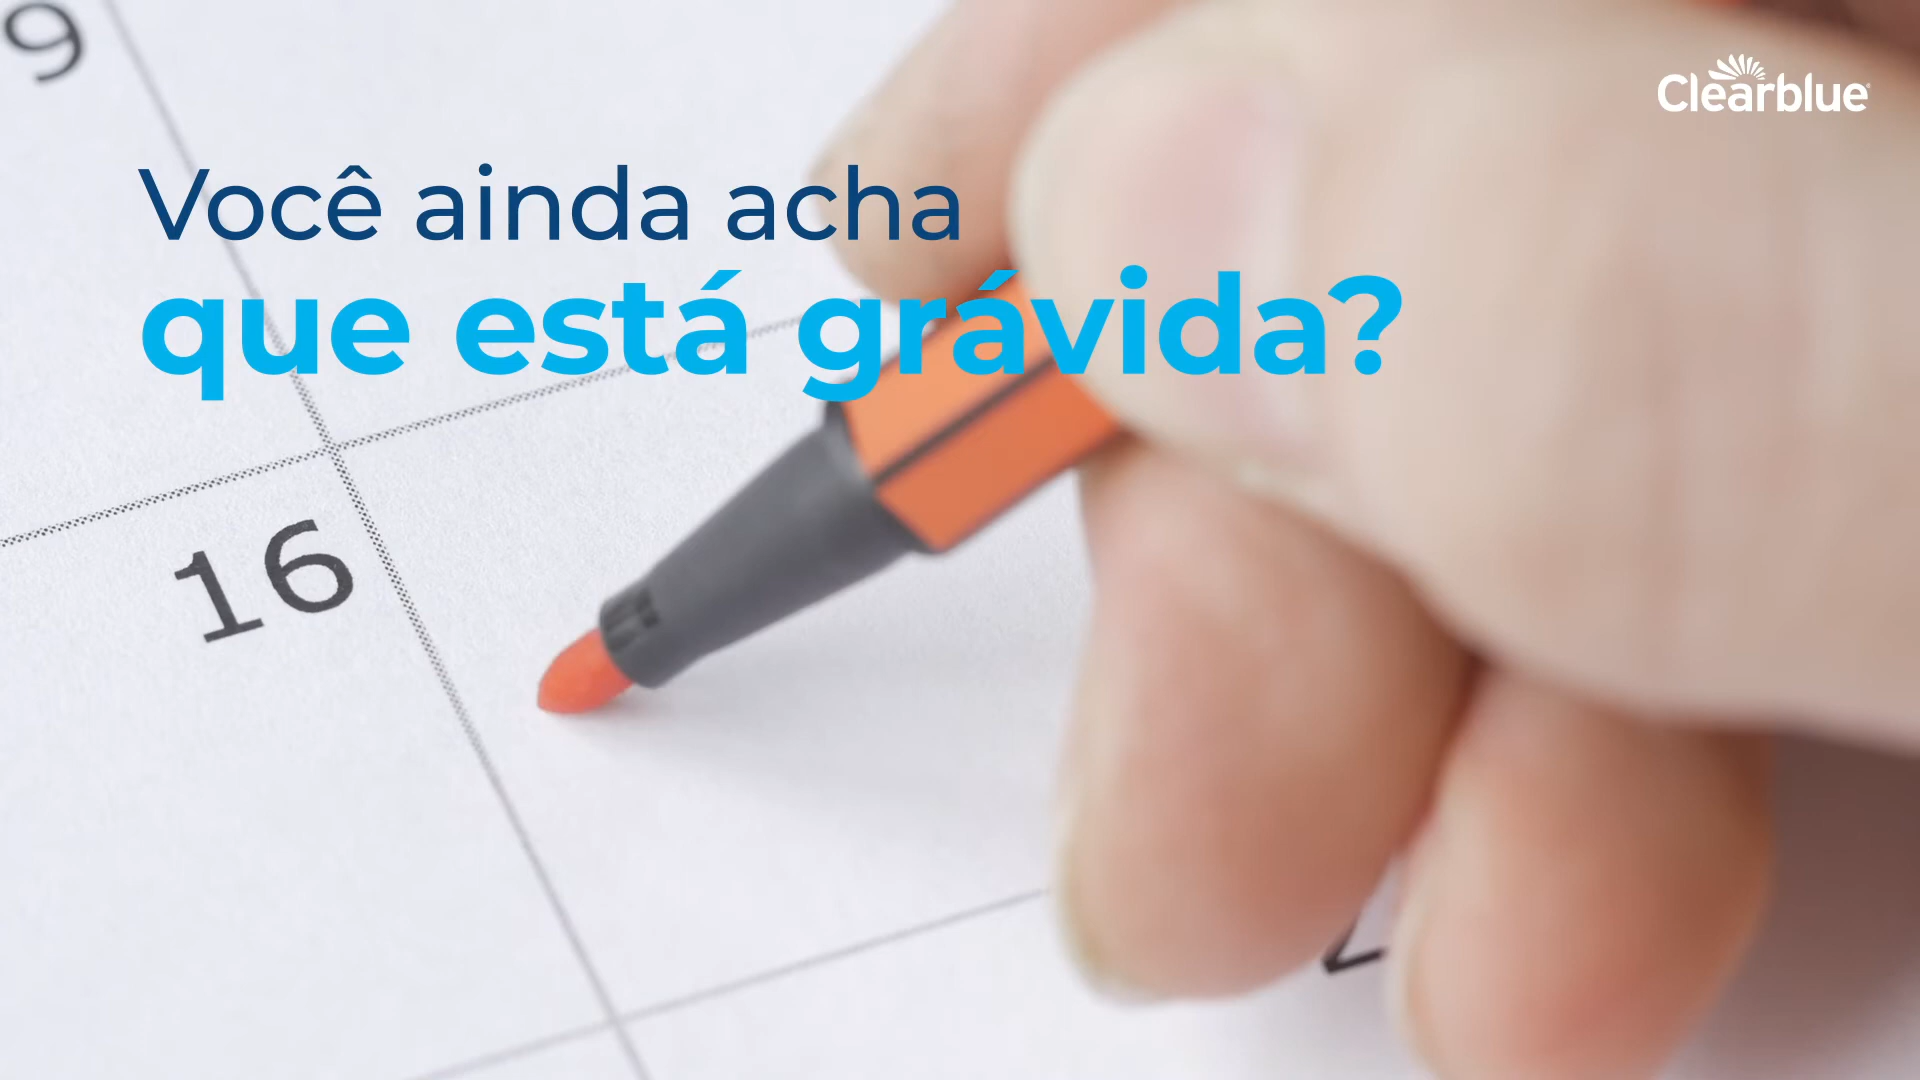 9
Clearblue
Você ainda acha
que está grávida?
16